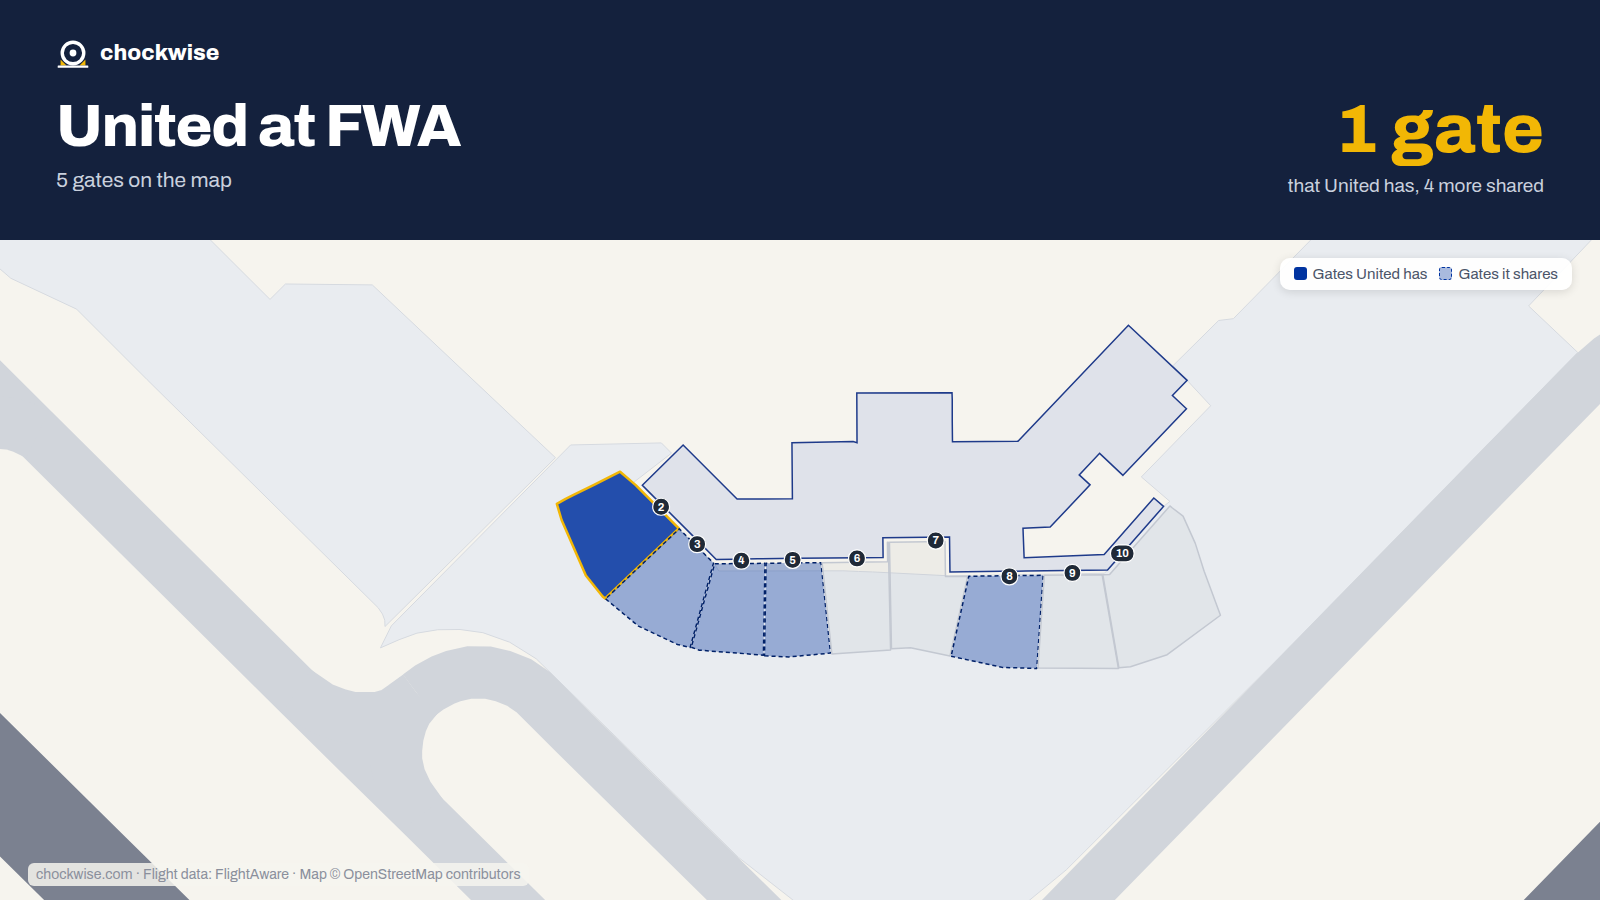 chockwise
United at FWA
5 gates on the map
1 gate
that United has, 4 more shared
Gates United has
Gates it shares
2
3
4
5
6
7
8
9
10
chockwise.com · Flight data: FlightAware · Map © OpenStreetMap contributors